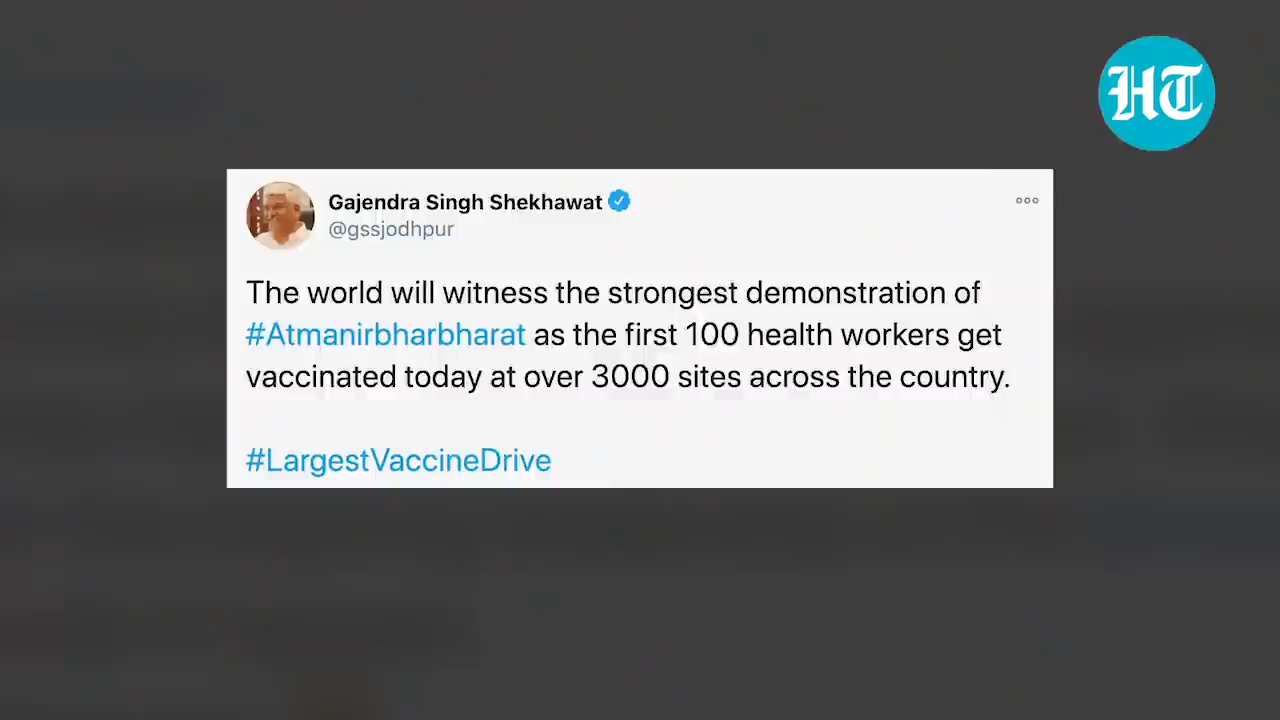 HT
Gajendra Singh Shekhawat
@gssjodhpur
The world will witness the strongest demonstration of
#Atmanirbharbharat as the first 100 health workers get
vaccinated today at over 3000 sites across the country.
#LargestVaccineDrive